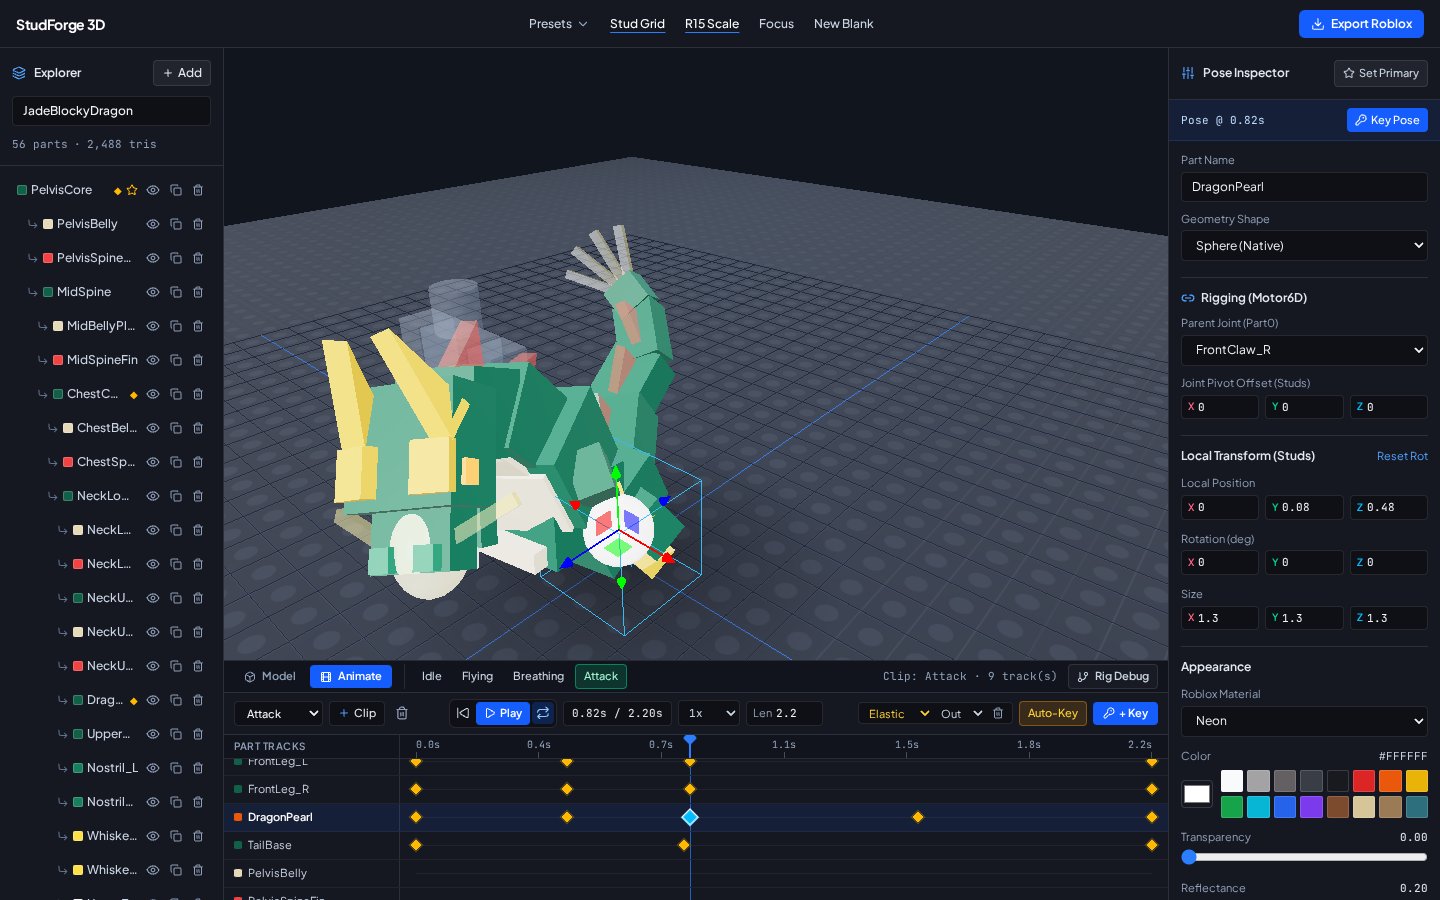 StudForge 3D
Presets
Stud Grid
R15 Scale
Focus
New Blank
Export Roblox
Explorer
+ Add
JadeBlockyDragon
56 parts · 2,488 tris
PelvisCore
PelvisBelly
PelvisSpine...
MidSpine
MidBellyPl...
MidSpineFin
ChestC...
ChestBel...
ChestSp...
NeckLo...
NeckL...
NeckL...
NeckU...
NeckU...
NeckU...
Drag...
Upper...
Nostril_L
Nostril...
Whiske...
Whiske...
Model
Animate
Idle
Flying
Breathing
Attack
Clip: Attack · 9 track(s)
Rig Debug
Attack
+ Clip
Play
0.82s / 2.20s
1x
Len 2.2
Elastic
Out
Auto-Key
+ Key
PART TRACKS
0.0s
0.4s
0.7s
1.1s
1.5s
1.8s
2.2s
FrontLeg_L
FrontLeg_R
DragonPearl
TailBase
PelvisBelly
PelvisSpineFin
Pose Inspector
Set Primary
Pose @ 0.82s
Key Pose
Part Name
DragonPearl
Geometry Shape
Sphere (Native)
Rigging (Motor6D)
Parent Joint (Part0)
FrontClaw_R
Joint Pivot Offset (Studs)
X 0
Y 0
Z 0
Local Transform (Studs)
Reset Rot
Local Position
X 0
Y 0.08
Z 0.48
Rotation (deg)
X 0
Y 0
Z 0
Size
X 1.3
Y 1.3
Z 1.3
Appearance
Roblox Material
Neon
Color
#FFFFFF
Transparency
0.00
Reflectance
0.20